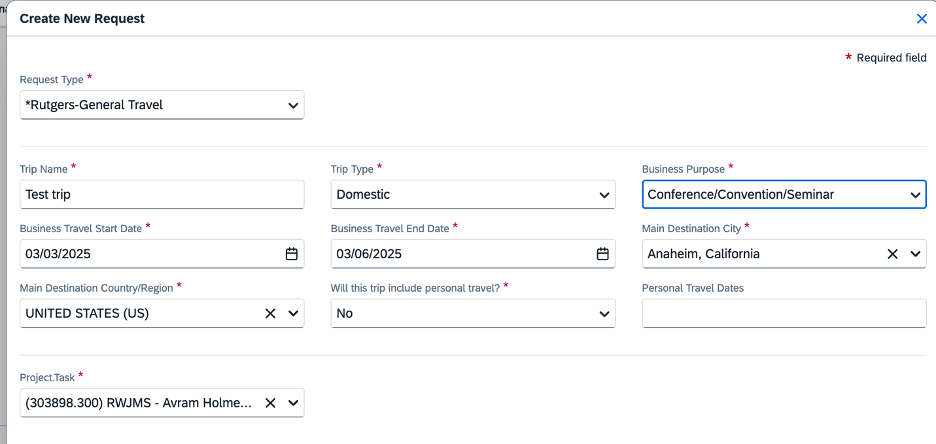 Create New Request
* Required field
Request Type *
*Rutgers-General Travel
Trip Name *
Trip Type *
Business Purpose *
Test trip
Domestic
Conference/Convention/Seminar
Business Travel Start Date *
Business Travel End Date *
Main Destination City *
03/03/2025
03/06/2025
Anaheim, California
Main Destination Country/Region *
Will this trip include personal travel? *
Personal Travel Dates
UNITED STATES (US)
No
Project.Task *
(303898.300) RWJMS - Avram Holme...